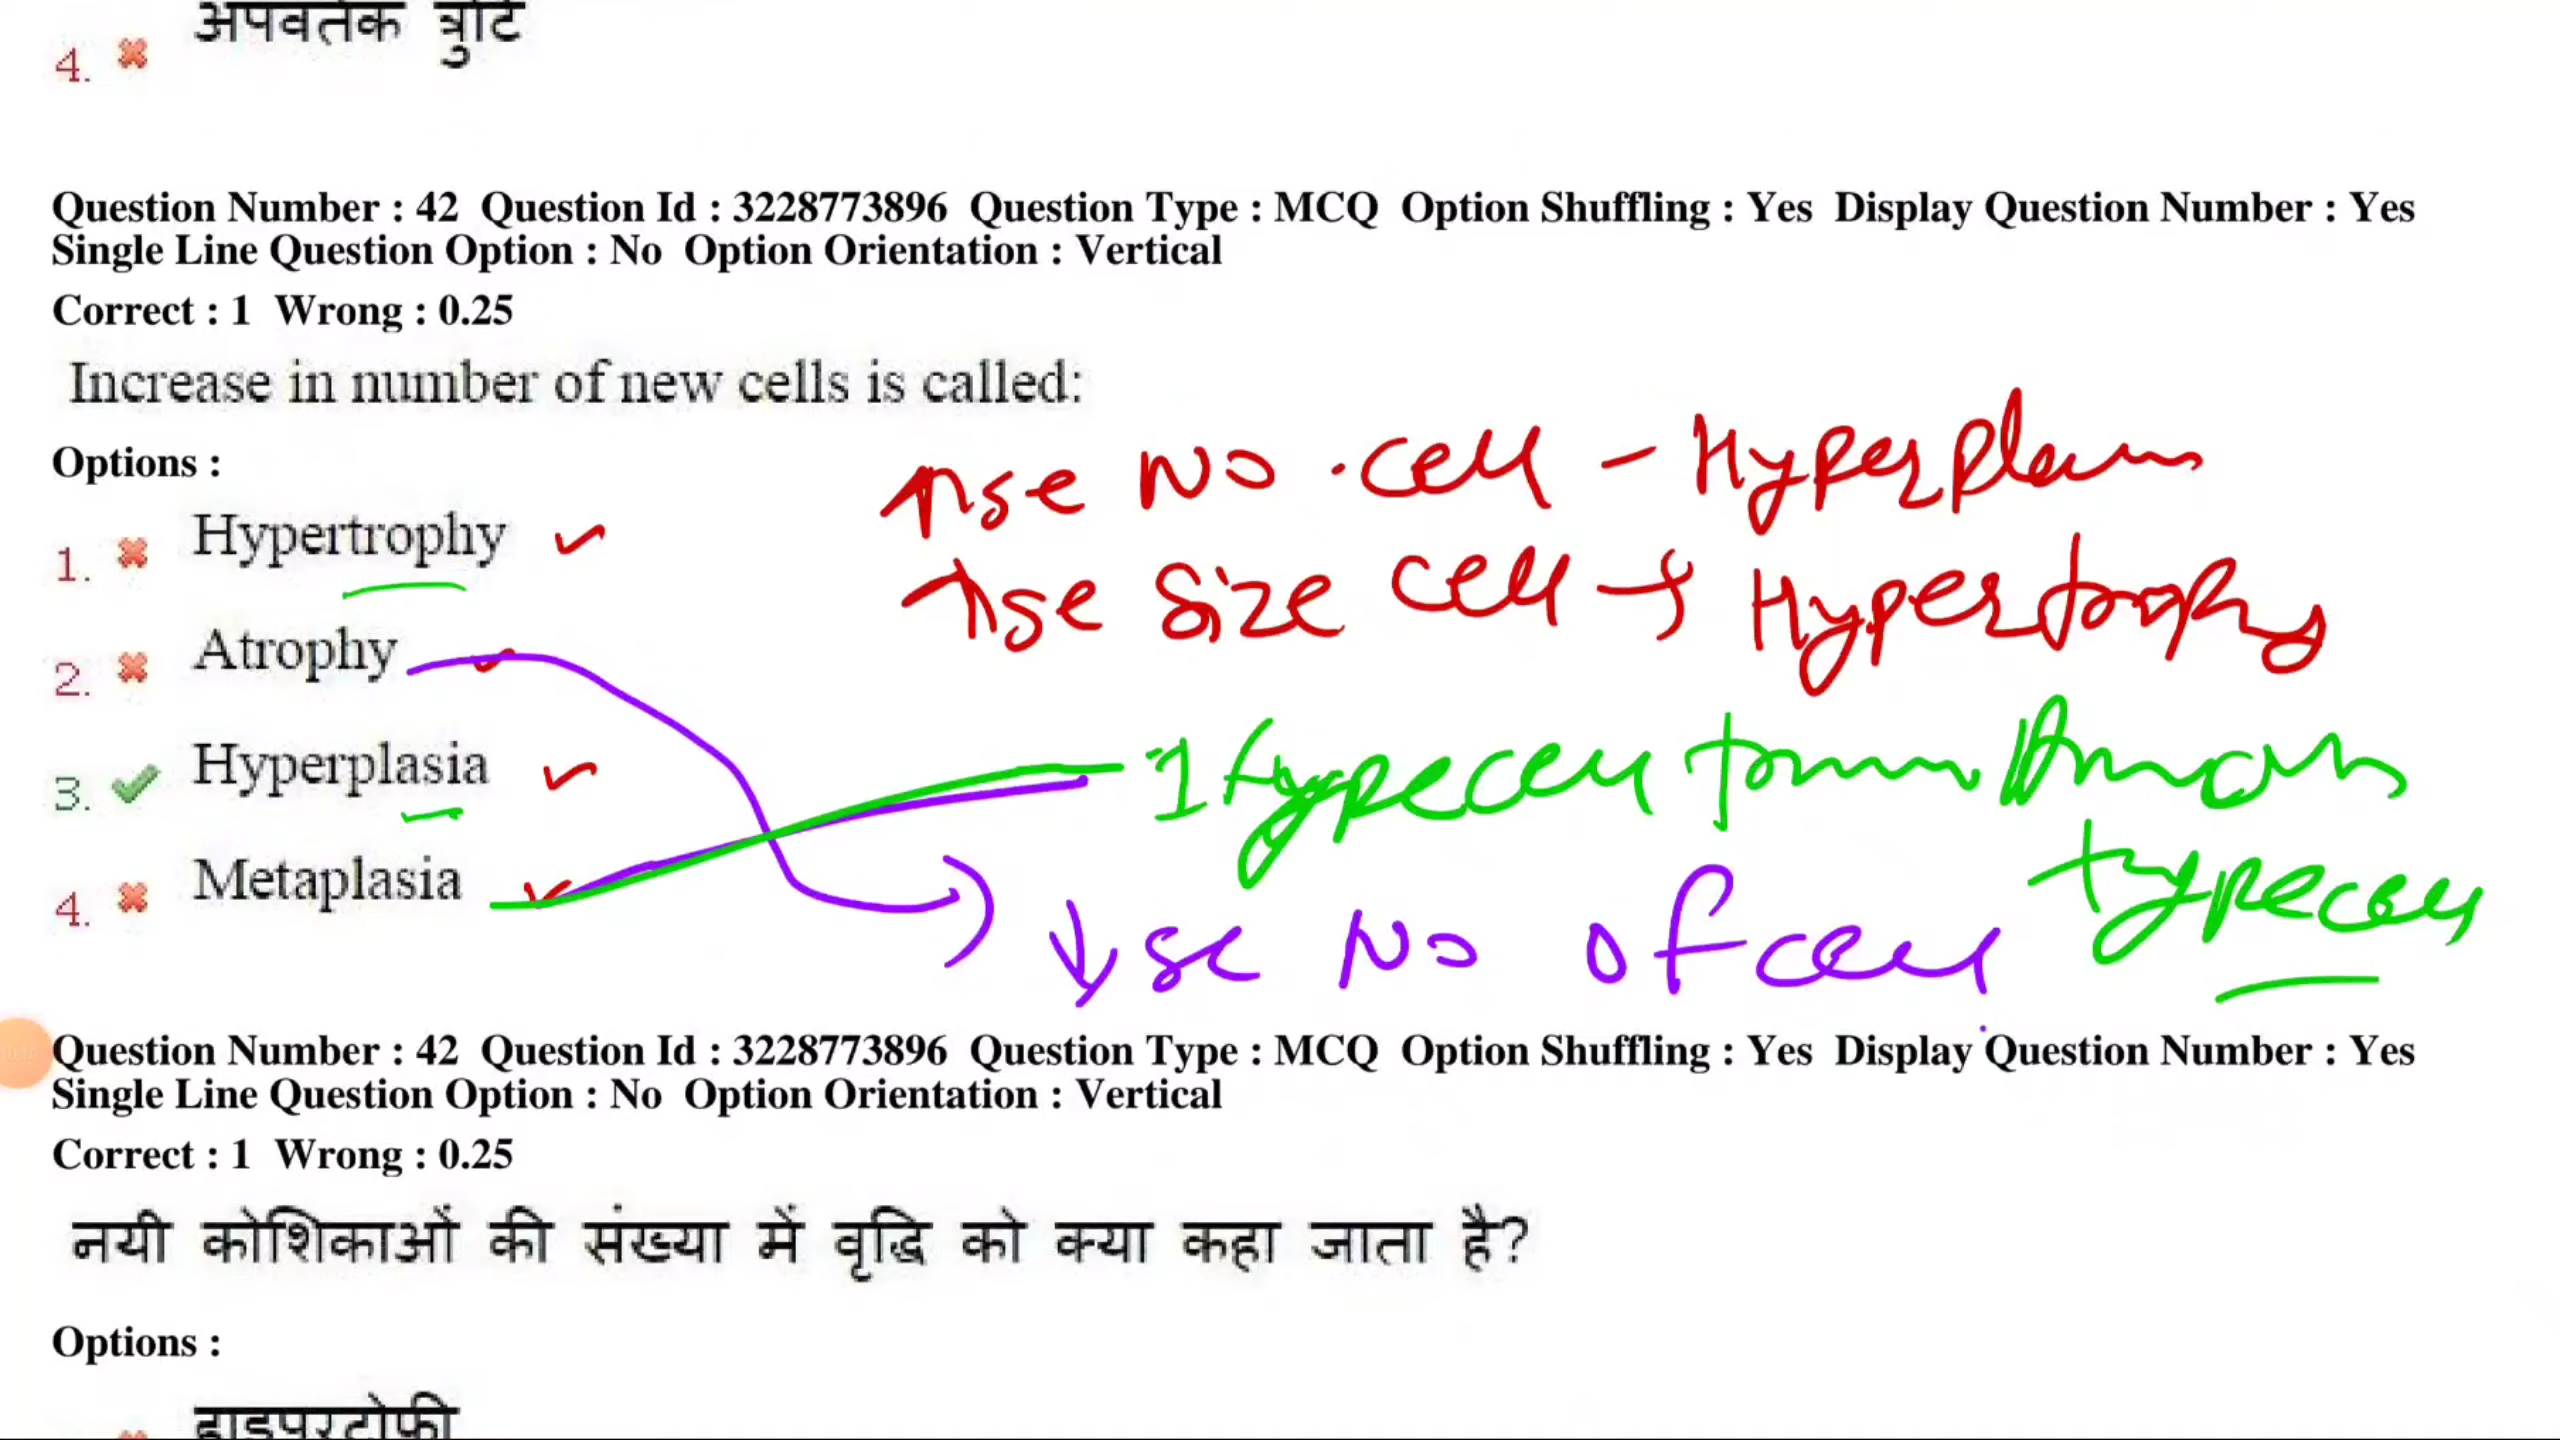 अपवर्तक त्रुटि
4.
Question Number : 42 Question Id : 3228773896 Question Type : MCQ Option Shuffling : Yes Display Question Number : Yes
Single Line Question Option : No Option Orientation : Vertical
Correct : 1 Wrong : 0.25
Increase in number of new cells is called:
Options :
↑se No. cell -
↑se Size cell → Hypertrophy
1. Hypertrophy
2. Atrophy
3. Hyperplasia
4. Metaplasia
1 type cell
type cell
↓se No of cell
Question Number : 42 Question Id : 3228773896 Question Type : MCQ Option Shuffling : Yes Display Question Number : Yes
Single Line Question Option : No Option Orientation : Vertical
Correct : 1 Wrong : 0.25
नयी कोशिकाओं की संख्या में वृद्धि को क्या कहा जाता है?
Options :
हाइपरटोफी